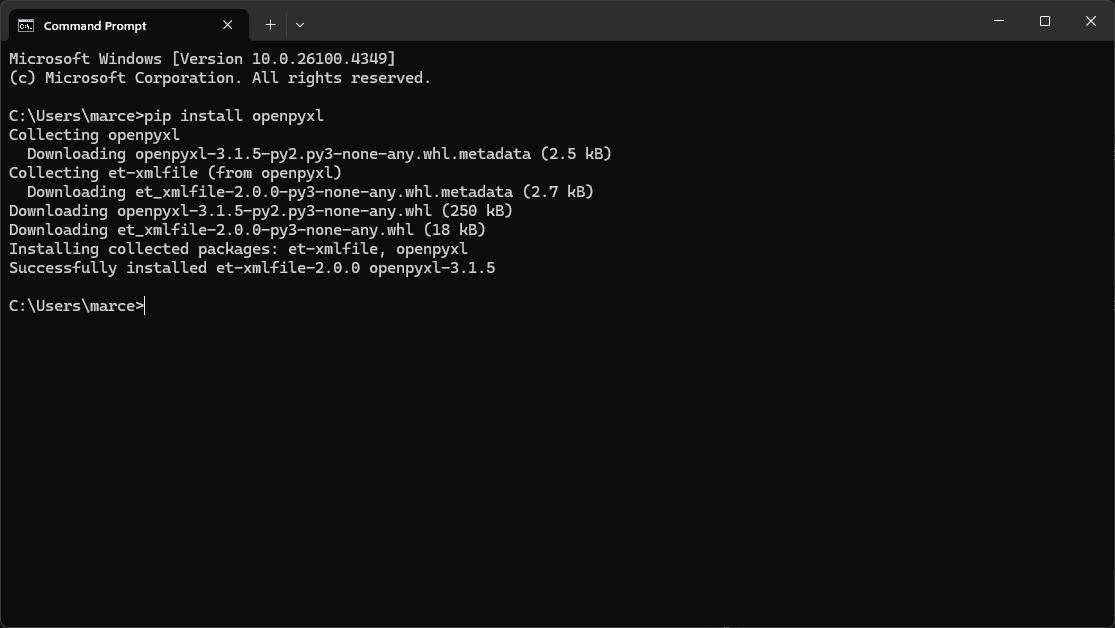 Command Prompt
Microsoft Windows [Version 10.0.26100.4349]
(c) Microsoft Corporation. All rights reserved.
C:\Users\marce>pip install openpyxl
Collecting openpyxl
  Downloading openpyxl-3.1.5-py2.py3-none-any.whl.metadata (2.5 kB)
Collecting et-xmlfile (from openpyxl)
  Downloading et_xmlfile-2.0.0-py3-none-any.whl.metadata (2.7 kB)
Downloading openpyxl-3.1.5-py2.py3-none-any.whl (250 kB)
Downloading et_xmlfile-2.0.0-py3-none-any.whl (18 kB)
Installing collected packages: et-xmlfile, openpyxl
Successfully installed et-xmlfile-2.0.0 openpyxl-3.1.5
C:\Users\marce>